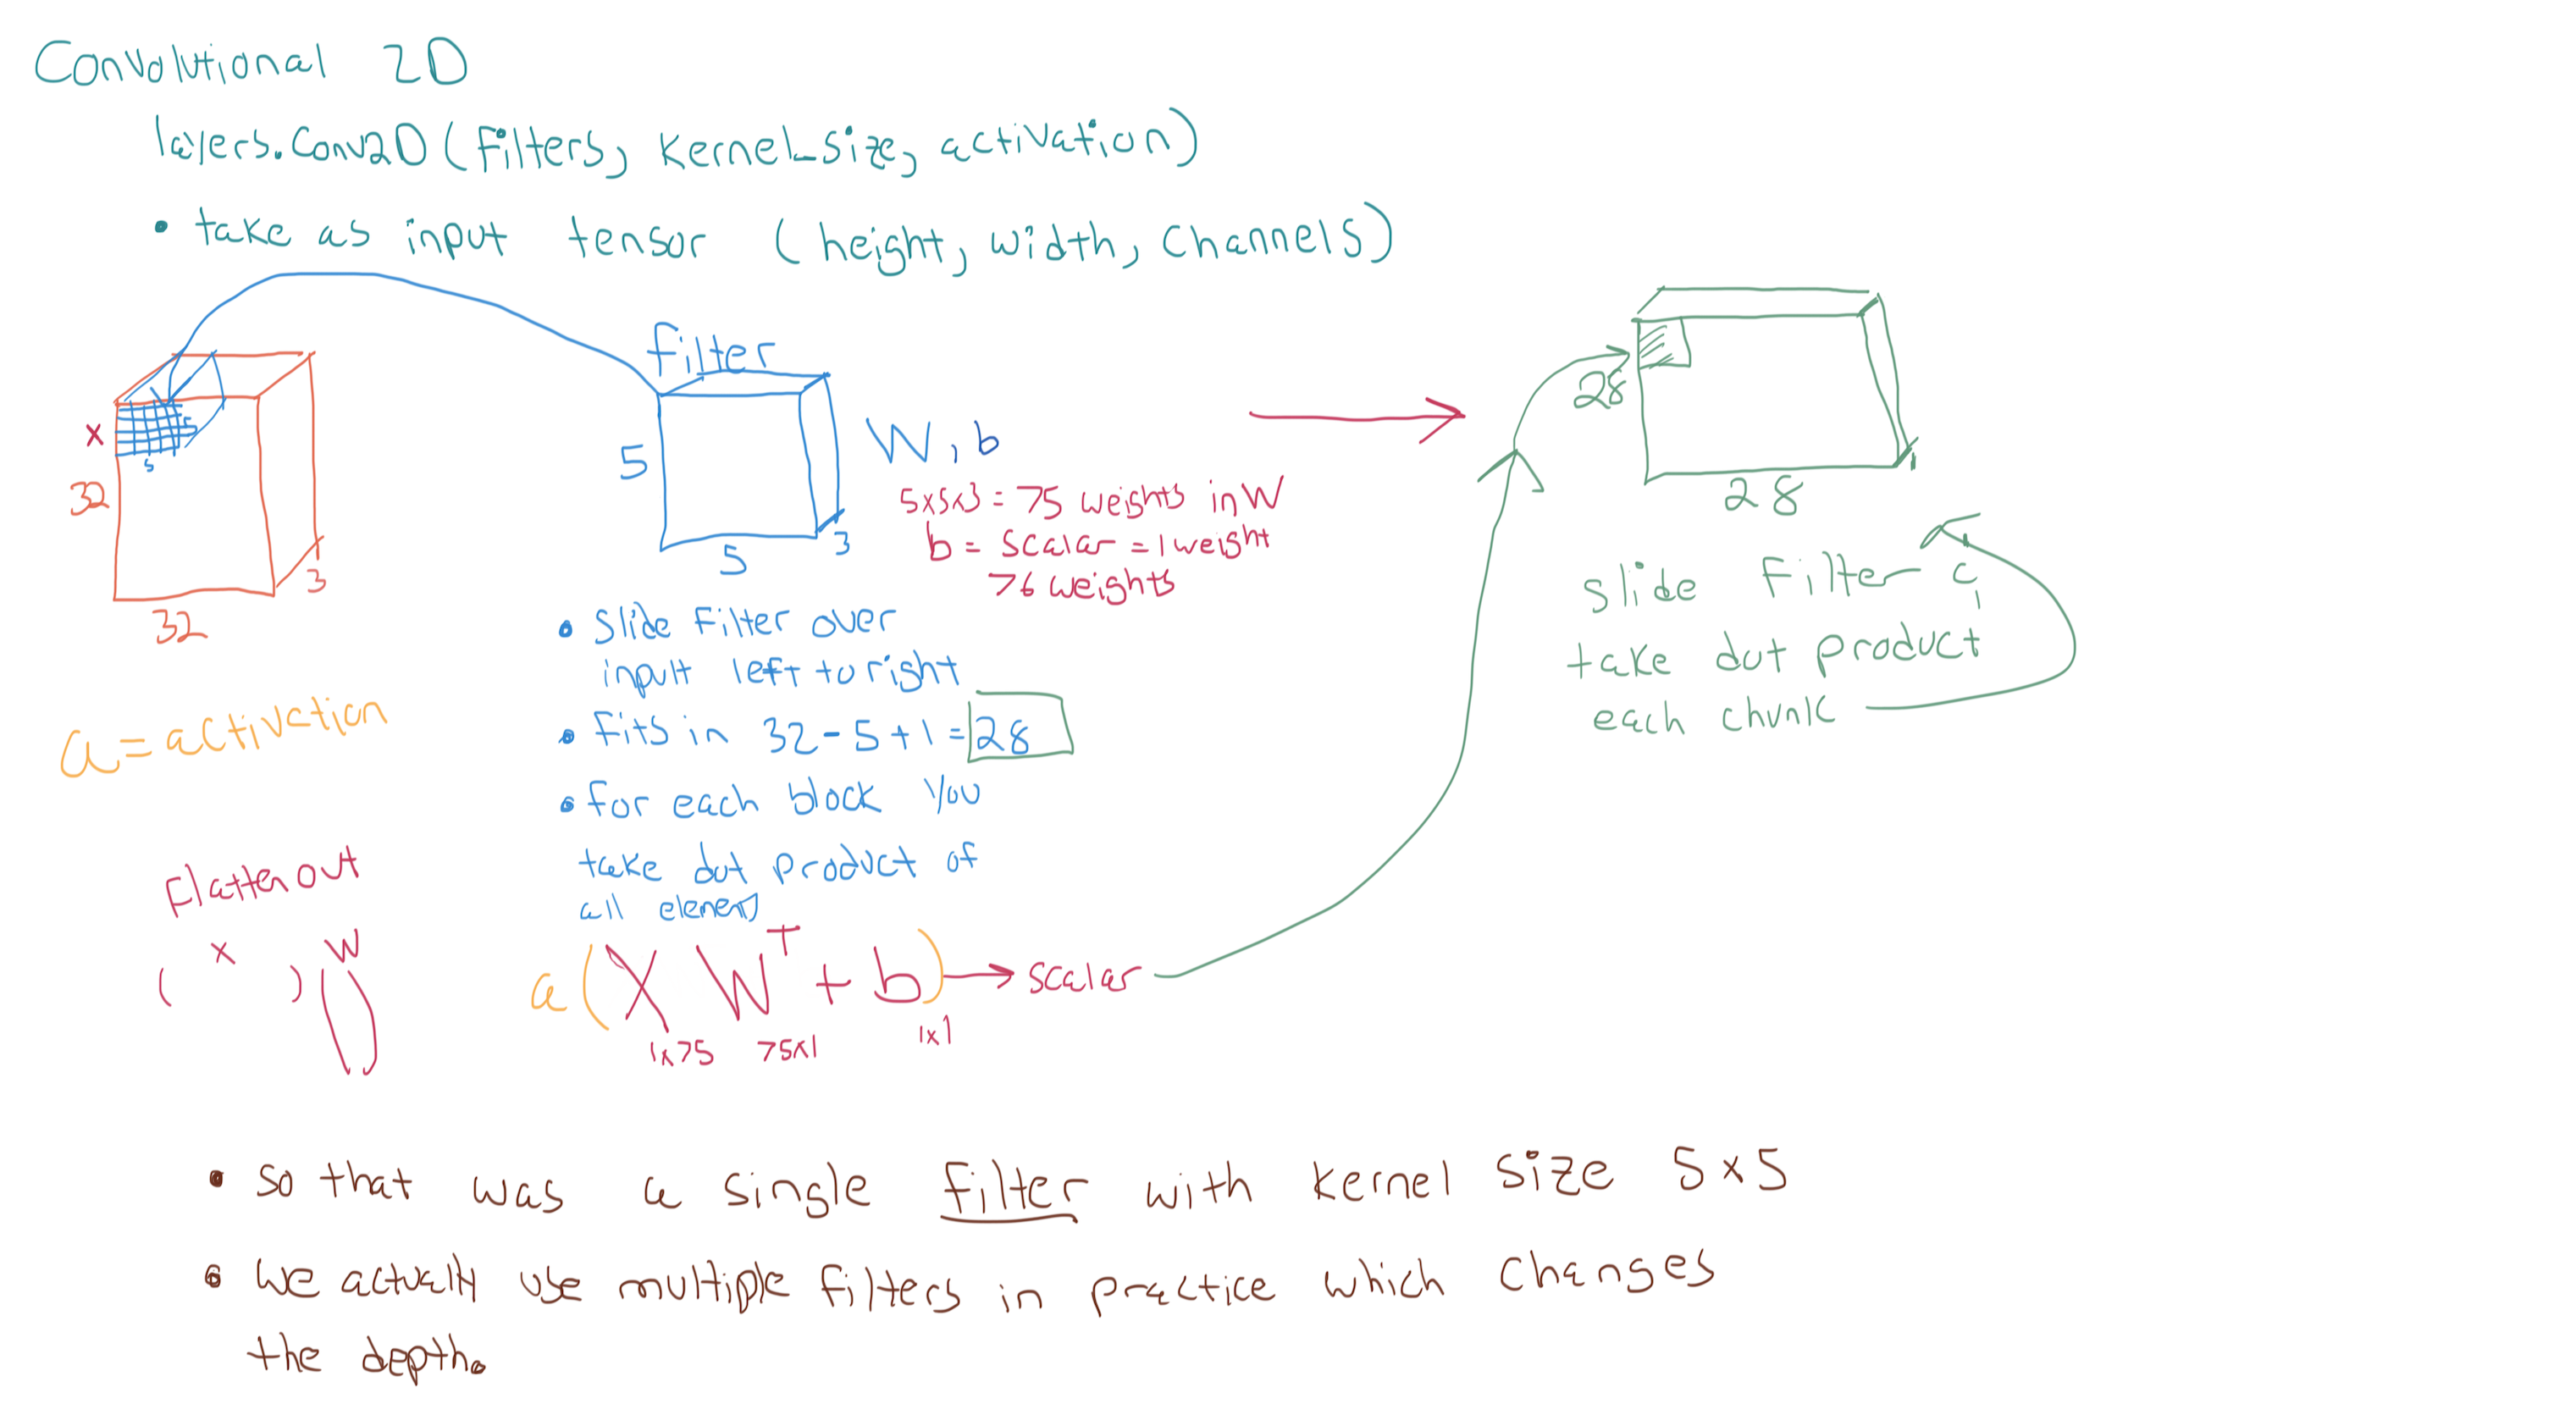 Convolutional 2D
layers.Conv2D (filters, kernel_size, activation)
• take as input tensor (height, width, channels)
filter
x
5
5
32
32
3
5
5
3
W, b
5x5x3 = 75 weights in W
b = scalar = 1 weight
76 weights
28
28
1
• Slide Filter over
input left to right
• fits in 32-5+1 = 28
• for each block you
take dot product of
all elements
a = activation
Flatten out
x W
( ) ( )
a(X Wᵀ + b) → scalar
1x75 75x1 1x1
slide Filter &
take dot product
each chunk
• so that was a single filter with kernel size 5x5
• we actually use multiple filters in practice which changes
the depth.